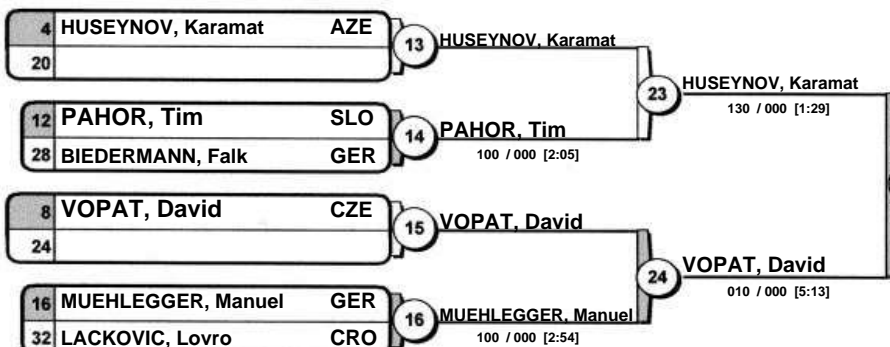 4 HUSEYNOV, Karamat AZE
20
13
HUSEYNOV, Karamat
12 PAHOR, Tim SLO
28 BIEDERMANN, Falk GER
14
PAHOR, Tim
100 / 000 [2:05]
23
HUSEYNOV, Karamat
130 / 000 [1:29]
8 VOPAT, David CZE
24
15
VOPAT, David
16 MUEHLEGGER, Manuel GER
32 LACKOVIC, Lovro CRO
16
MUEHLEGGER, Manuel
100 / 000 [2:54]
24
VOPAT, David
010 / 000 [5:13]